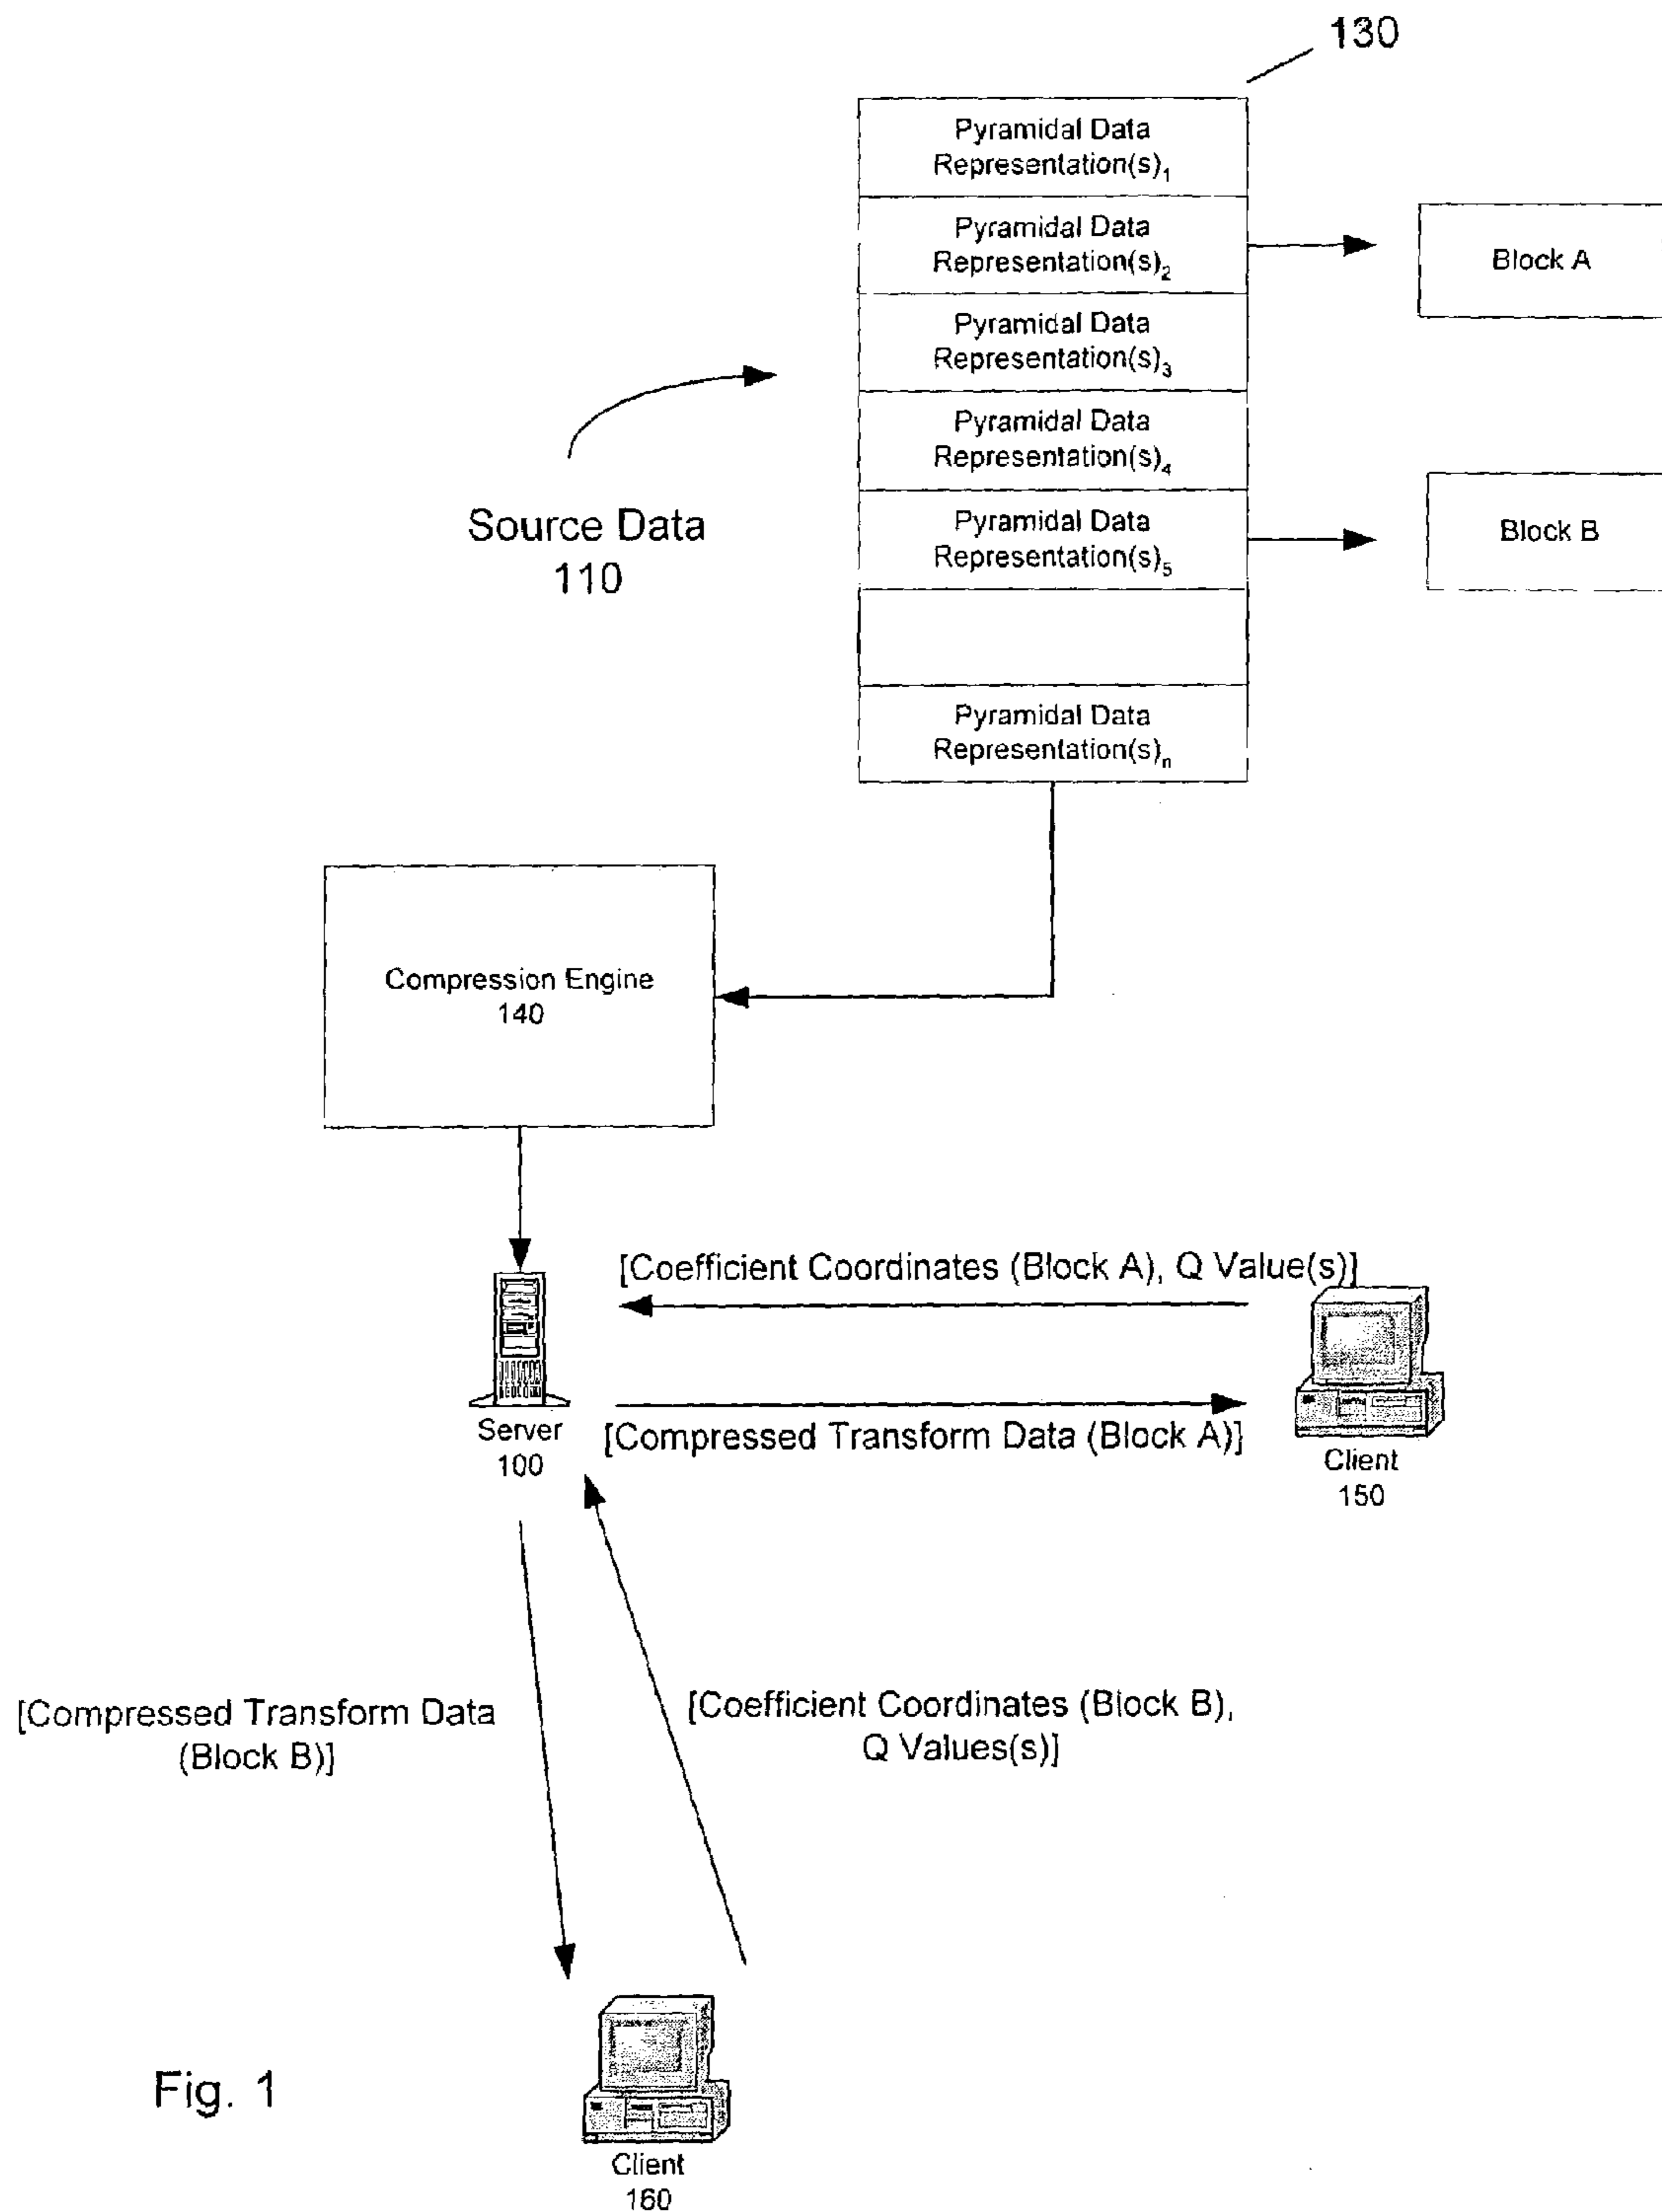 130
Pyramidal Data
Representation(s)1
Pyramidal Data
Representation(s)2
Block A
Pyramidal Data
Representation(s)3
Pyramidal Data
Representation(s)4
Source Data
110
Pyramidal Data
Representation(s)5
Block B
Pyramidal Data
Representation(s)n
Compression Engine
140
[Coefficient Coordinates (Block A), Q Value(s)]
Server
100
[Compressed Transform Data (Block A)]
Client
150
[Compressed Transform Data
(Block B)]
[Coefficient Coordinates (Block B),
Q Values(s)]
Fig. 1
Client
160